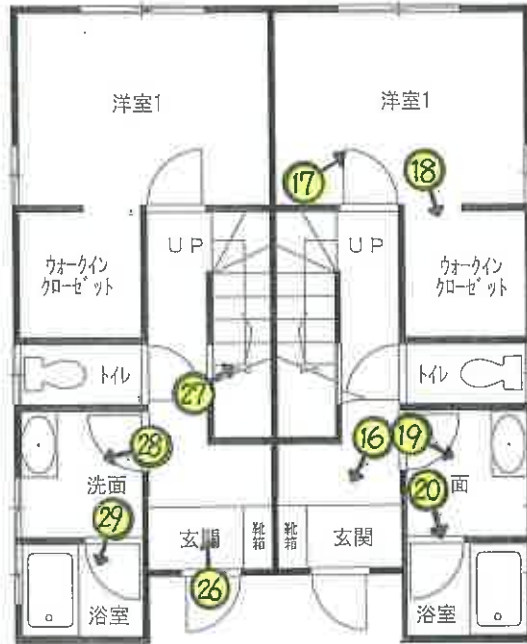 洋室1
洋室1
17
18
UP
UP
ウォークイン
クローゼット
ウォークイン
クローゼット
トイレ
トイレ
27
28
16
19
洗面
面
29
20
玄関
靴箱
靴箱
玄関
26
浴室
浴室